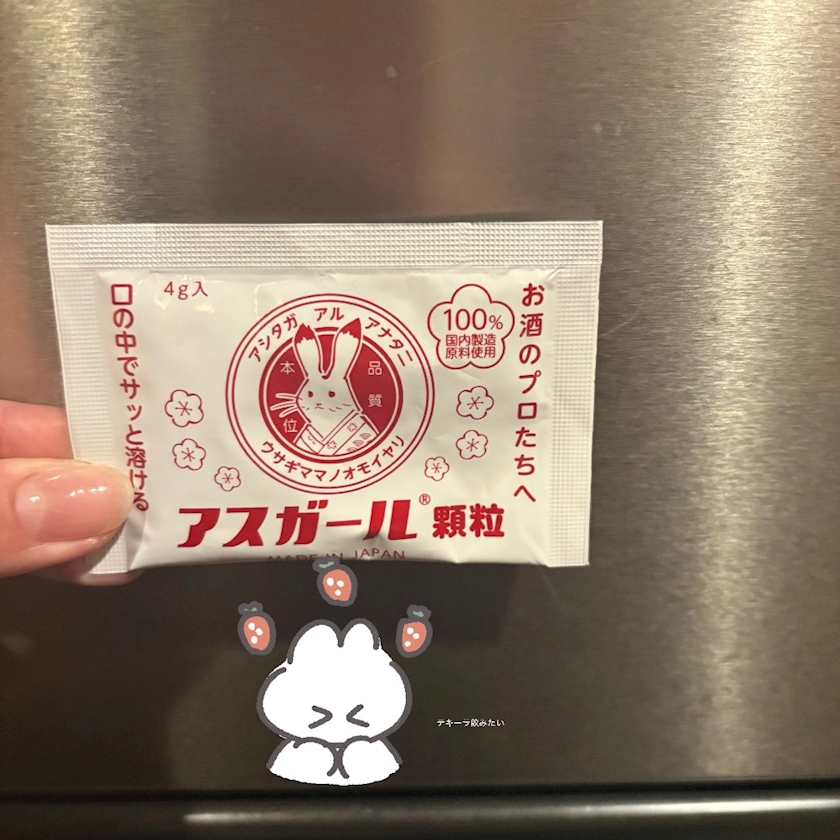 お酒のプロたちへ
100%
国内製造
原料使用
4g入
口の中でサッと溶ける
アシタガ アル アナタニ
本位
品質
ウサギママノオモイヤリ
アスガール®顆粒
MADE IN JAPAN
テキーラ飲みたい